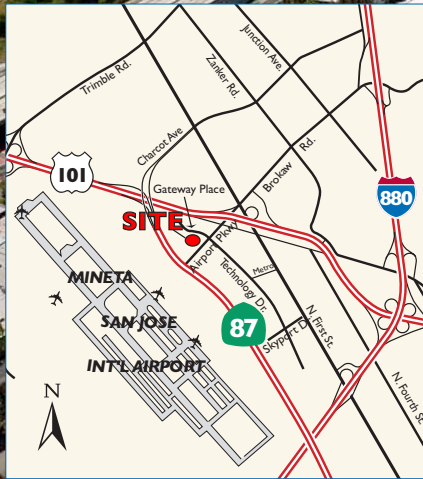 Junction Ave.
Zanker Rd.
Trimble Rd.
Charcot Ave
Brokaw Rd.
101
880
Gateway Place
SITE
Airport Pkwy
Technology Dr.
Metro
MINETA
SAN JOSE
INT'L AIRPORT
87
Skyport Dr.
N. First St.
N. Fourth St.
N